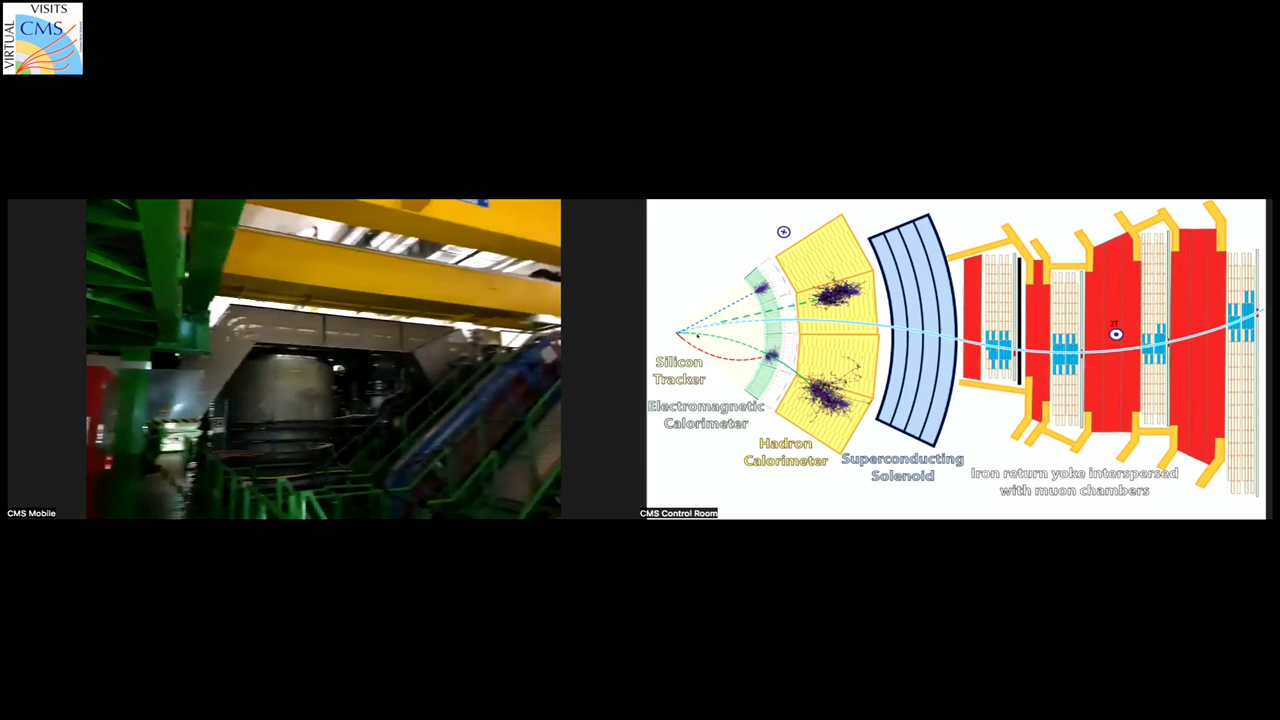 VISITS
CMS
VIRTUAL
Silicon
Tracker
Electromagnetic
Calorimeter
Hadron
Calorimeter
Superconducting
Solenoid
Iron return yoke interspersed
with muon chambers
CMS Mobile
CMS Control Room